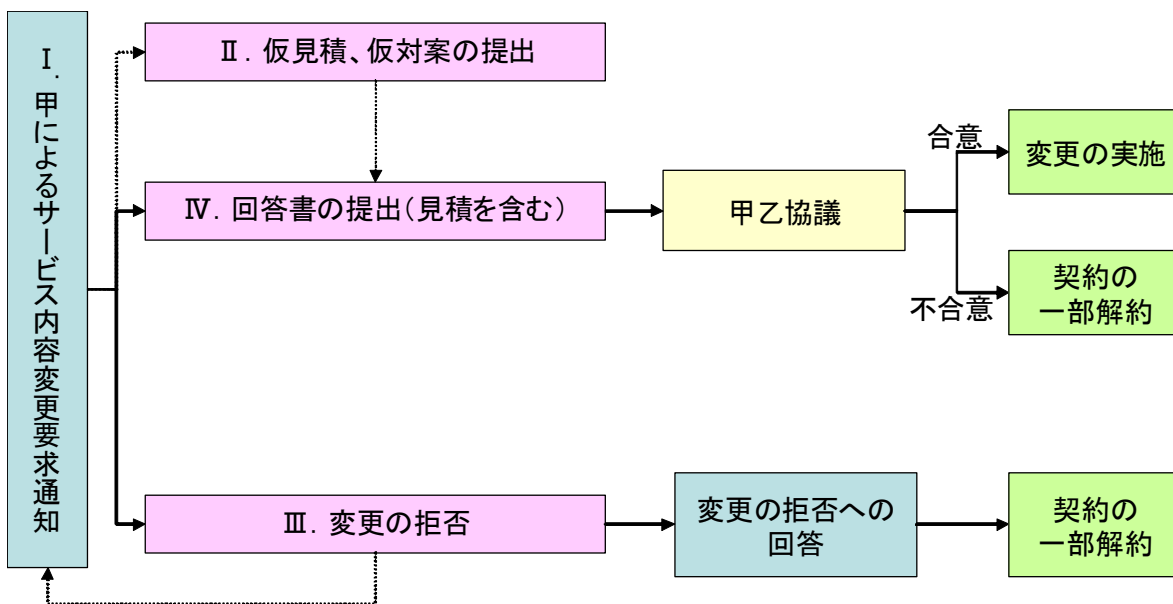 Ⅰ．甲によるサービス内容変更要求通知
Ⅱ．仮見積、仮対案の提出
Ⅳ．回答書の提出（見積を含む）
甲乙協議
合意
変更の実施
不合意
契約の
一部解約
Ⅲ．変更の拒否
変更の拒否への
回答
契約の
一部解約